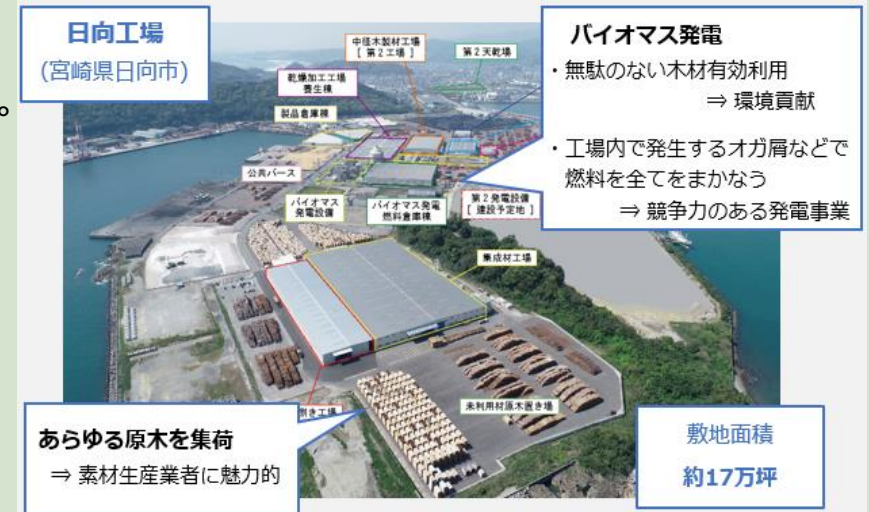 。
日向工場
(宮崎県日向市)
バイオマス発電
・無駄のない木材有効利用
⇒ 環境貢献
・工場内で発生するオガ屑などで
燃料を全てをまかなう
⇒ 競争力のある発電事業
中径木製材工場
[ 第2工場 ]
第2天乾場
乾燥加工工場
養生棟
製品倉庫棟
公共バース
バイオマス
発電設備
バイオマス発電
燃料倉庫棟
第2発電設備
[ 建設予定地 ]
集成材工場
挽き工場
未利用材原木置き場
あらゆる原木を集荷
⇒ 素材生産業者に魅力的
敷地面積
約17万坪